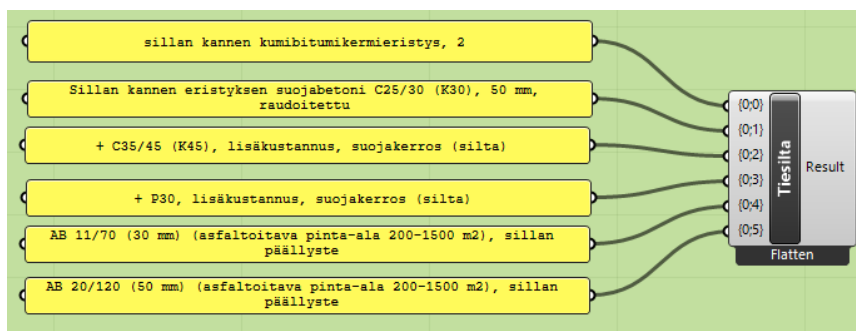 sillan kannen kumibitumikermieristys, 2
Sillan kannen eristyksen suojabetoni C25/30 (K30), 50 mm,
raudoitettu
+ C35/45 (K45), lisäkustannus, suojakerros (silta)
+ P30, lisäkustannus, suojakerros (silta)
AB 11/70 (30 mm) (asfaltoitava pinta-ala 200-1500 m2), sillan
päällyste
AB 20/120 (50 mm) (asfaltoitava pinta-ala 200-1500 m2), sillan
päällyste
{0;0}
{0;1}
{0;2}
{0;3}
{0;4}
{0;5}
Tiesilta
Result
Flatten